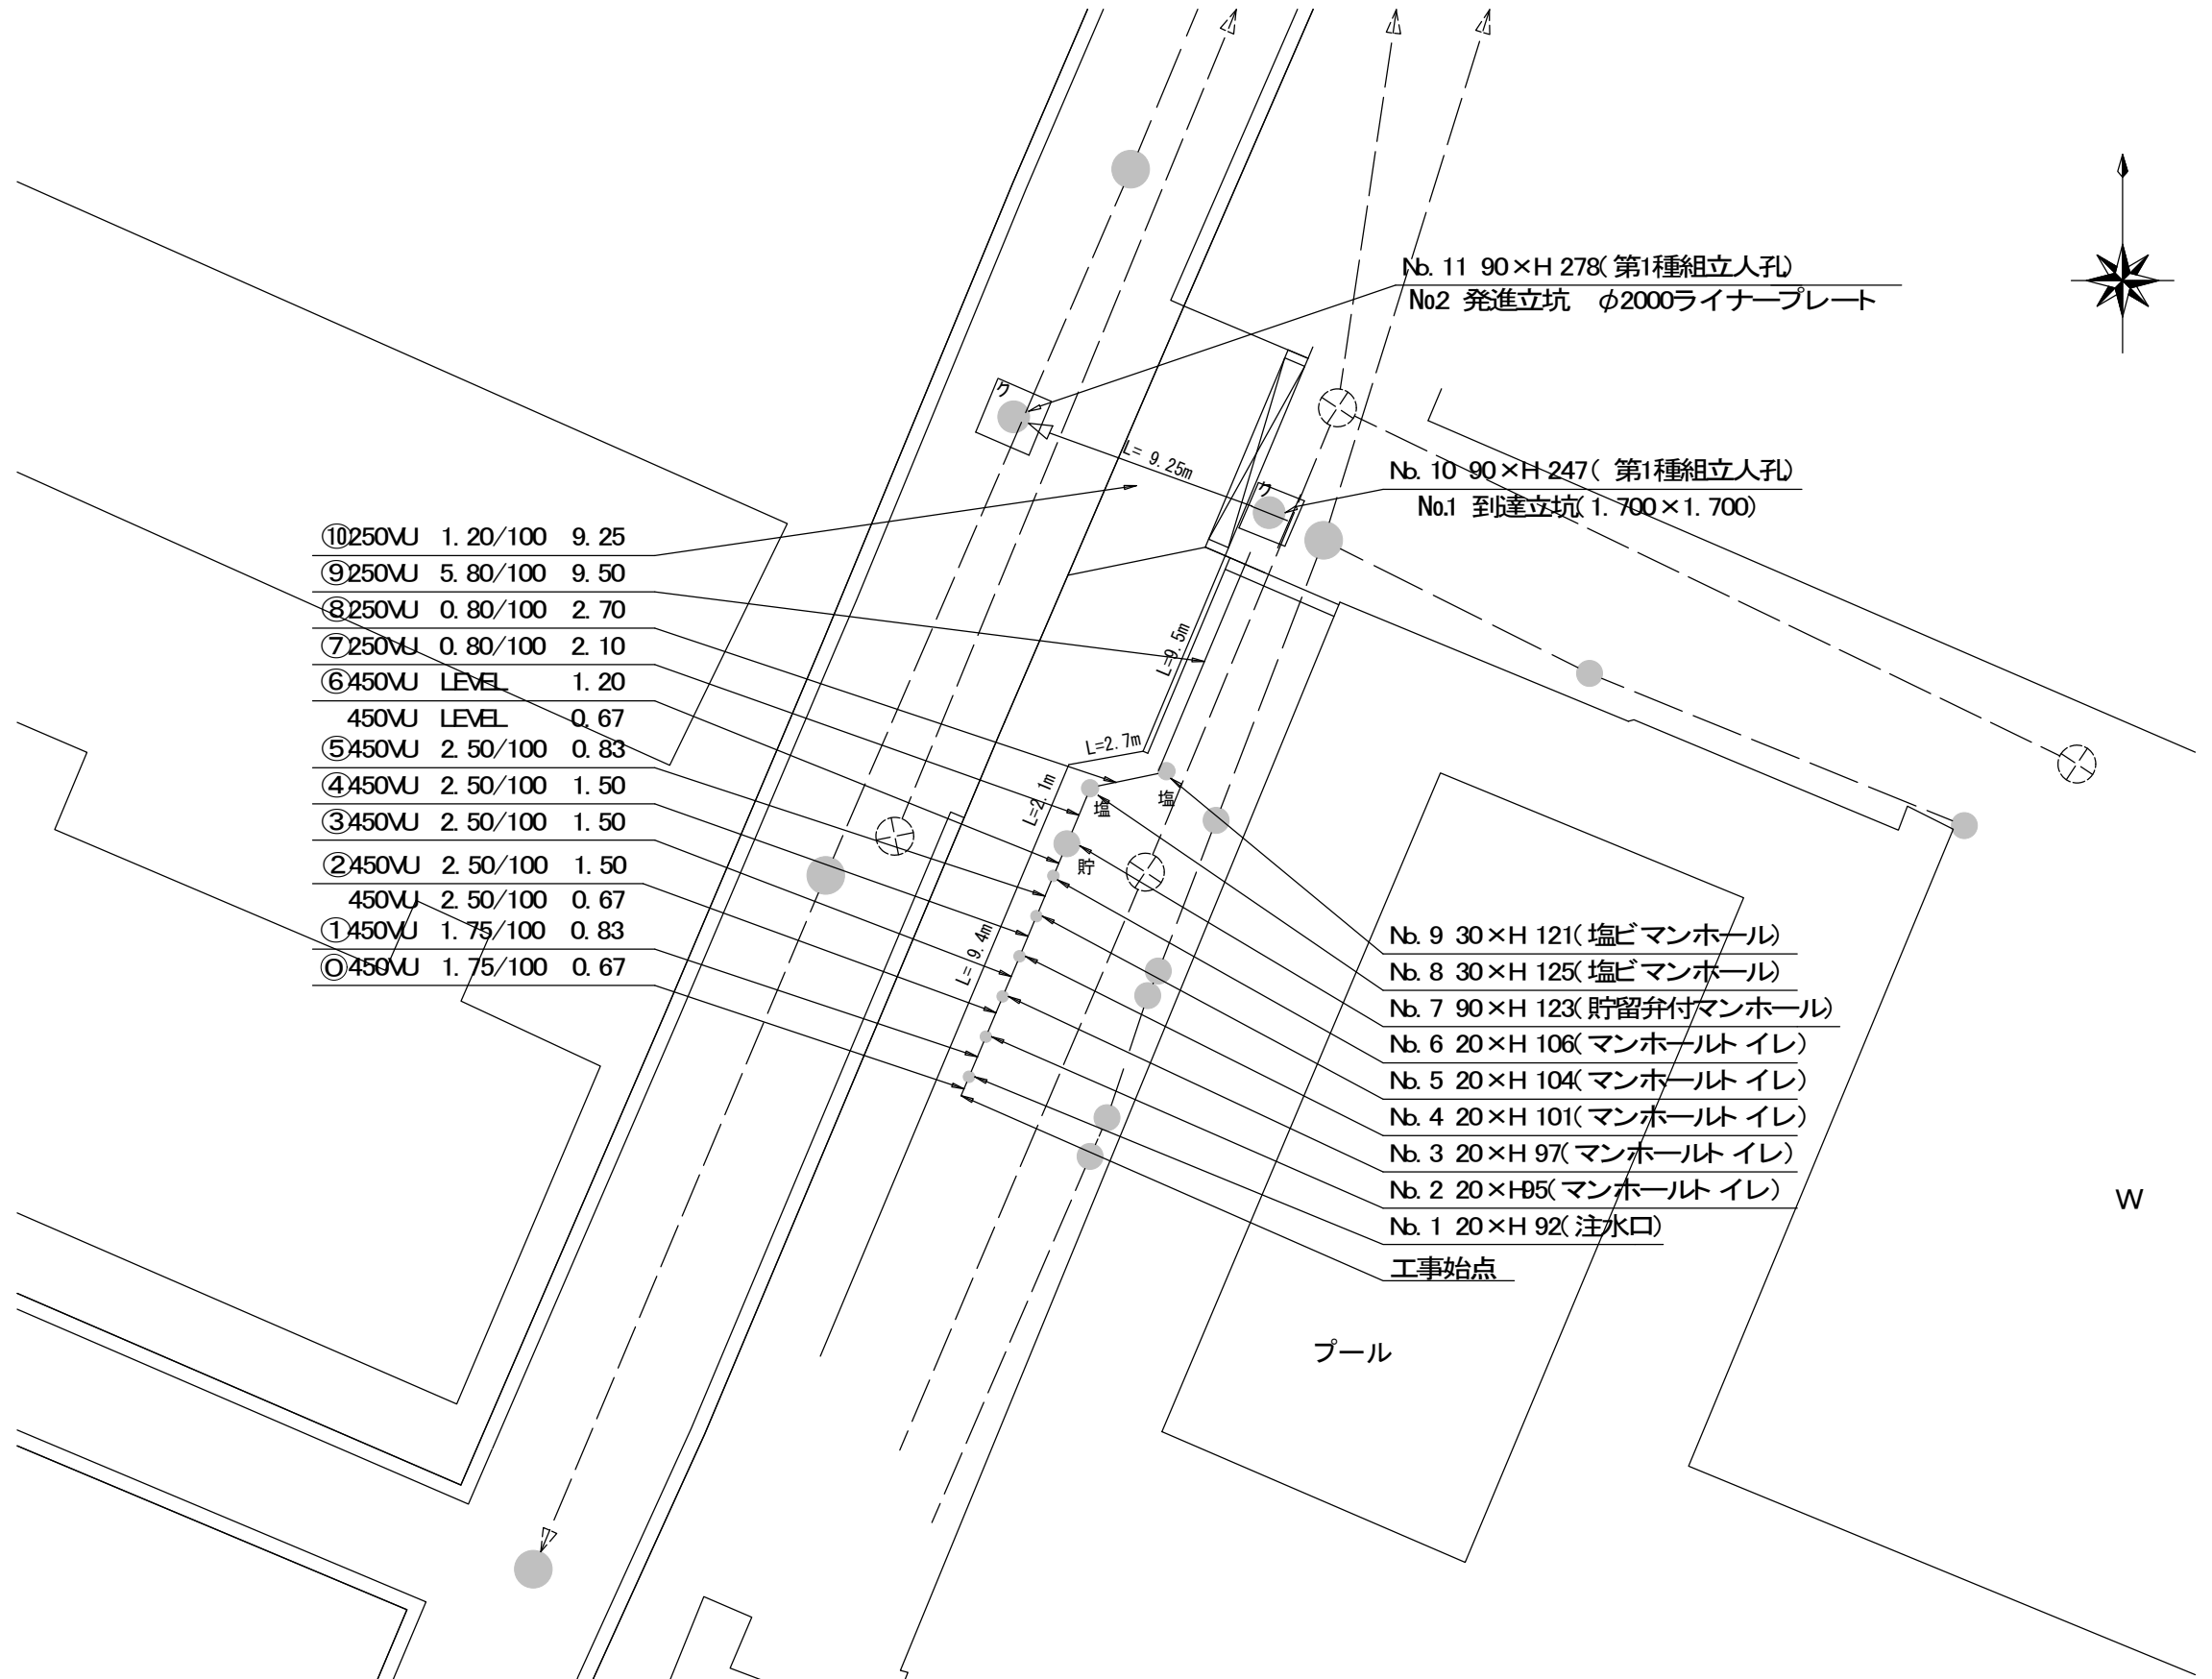 No. 11 90×H 278(第1種組立人孔)
No.2 発進立坑 φ2000ライナープレート
ク
L= 9.25m
No. 10 90×H 247( 第1種組立人孔)
No.1 到達立坑(1.700×1.700)
ク
⑩250VU 1.20/100 9.25
⑨250VU 5.80/100 9.50
⑧250VU 0.80/100 2.70
⑦250VU 0.80/100 2.10
⑥450VU LEVEL 1.20
450VU LEVEL 0.67
⑤450VU 2.50/100 0.83
④450VU 2.50/100 1.50
③450VU 2.50/100 1.50
②450VU 2.50/100 1.50
450VU 2.50/100 0.67
①450VU 1.75/100 0.83
⓪450VU 1.75/100 0.67
L=9.5m
L=2.7m
L=2.1m
L= 9.4m
塩
塩
貯
No. 9 30×H 121(塩ビマンホール)
No. 8 30×H 125(塩ビマンホール)
No. 7 90×H 123(貯留弁付マンホール)
No. 6 20×H 106(マンホールトイレ)
No. 5 20×H 104(マンホールトイレ)
No. 4 20×H 101(マンホールトイレ)
No. 3 20×H 97(マンホールトイレ)
No. 2 20×H95(マンホールトイレ)
No. 1 20×H 92(注水口)
工事始点
プール
W